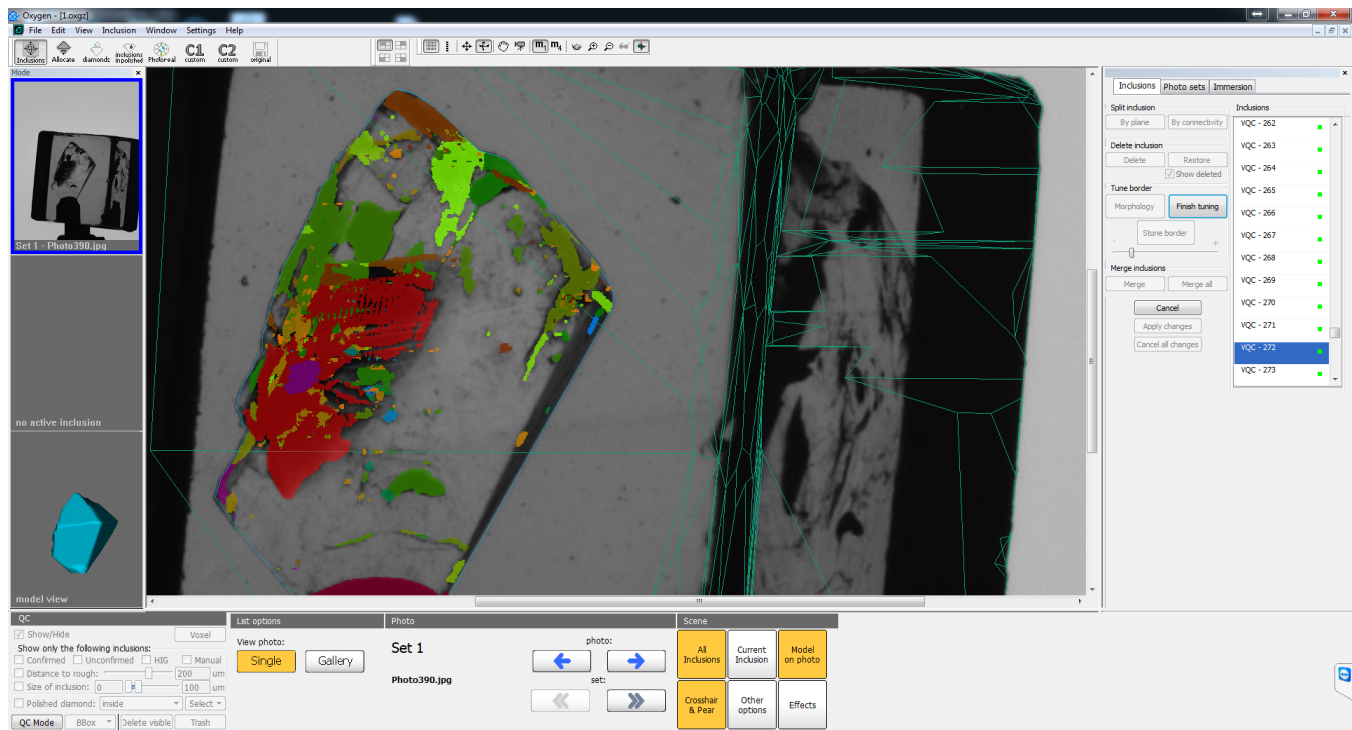 Oxygen - [1.oxgz]
File Edit View Inclusion Window Settings Help
Inclusions Allocate diamonds inclusions in polished Photoreal C1 custom C2 custom original
m1 m4
Mode
Set 1 - Photo390.jpg
no active inclusion
model view
Inclusions Photo sets Immersion
Split inclusion
By plane By connectivity
Delete inclusion
Delete Restore
Show deleted
Tune border
Morphology Finish tuning
Stone border
- +
Merge inclusions
Merge Merge all
Cancel
Apply changes
Cancel all changes
Inclusions
VQC - 262
VQC - 263
VQC - 264
VQC - 265
VQC - 266
VQC - 267
VQC - 268
VQC - 269
VQC - 270
VQC - 271
VQC - 272
VQC - 273
QC
Show/Hide Voxel
Show only the following inclusions:
Confirmed Unconfirmed HIG Manual
Distance to rough: 200 um
Size of inclusion: 0 100 um
Polished diamond: inside Select
QC Mode BBox Delete visible Trash
List options
View photo:
Single Gallery
Photo
Set 1
Photo390.jpg
photo:
set:
Scene
All Inclusions
Current Inclusion
Model on photo
Crosshair & Pear
Other options
Effects